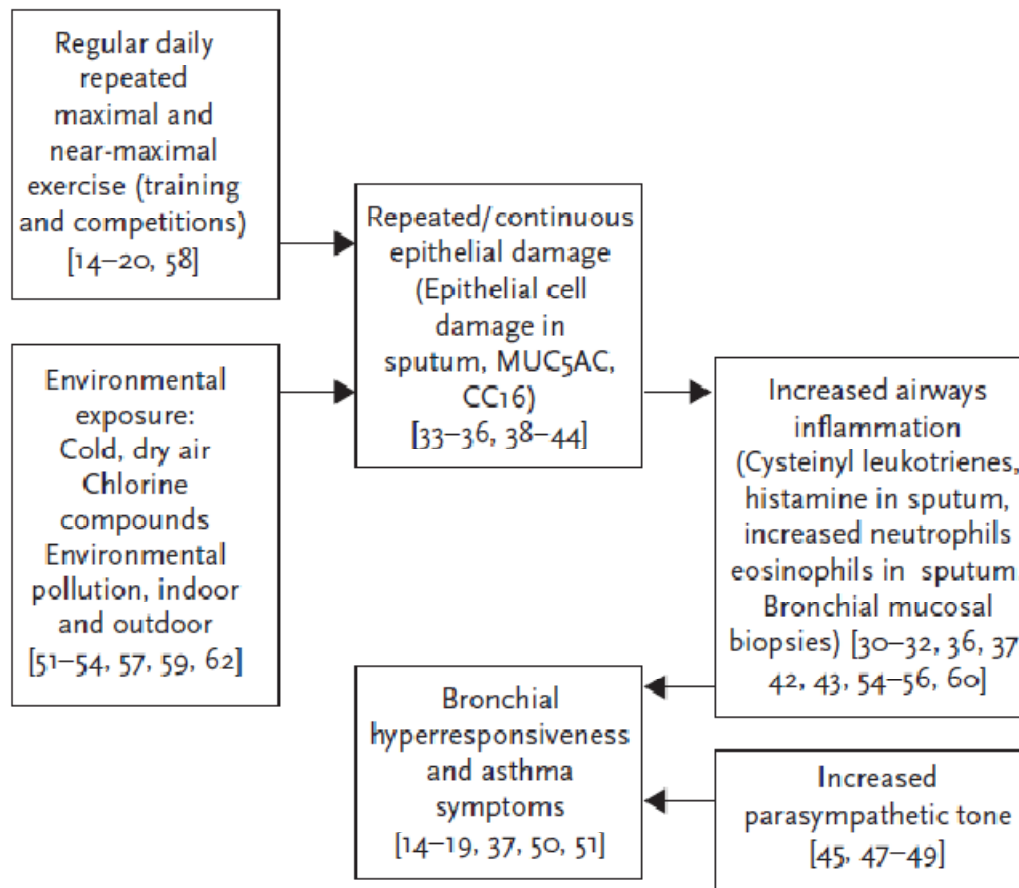 Regular daily
repeated
maximal and
near-maximal
exercise (training
and competitions)
[14–20, 58]
Environmental
exposure:
Cold, dry air
Chlorine
compounds
Environmental
pollution, indoor
and outdoor
[51–54, 57, 59, 62]
Repeated/continuous
epithelial damage
(Epithelial cell
damage in
sputum, MUC5AC,
CC16)
[33–36, 38–44]
Increased airways
inflammation
(Cysteinyl leukotrienes,
histamine in sputum,
increased neutrophils
eosinophils in sputum
Bronchial mucosal
biopsies) [30–32, 36, 37
42, 43, 54–56, 60]
Bronchial
hyperresponsiveness
and asthma
symptoms
[14–19, 37, 50, 51]
Increased
parasympathetic tone
[45, 47–49]